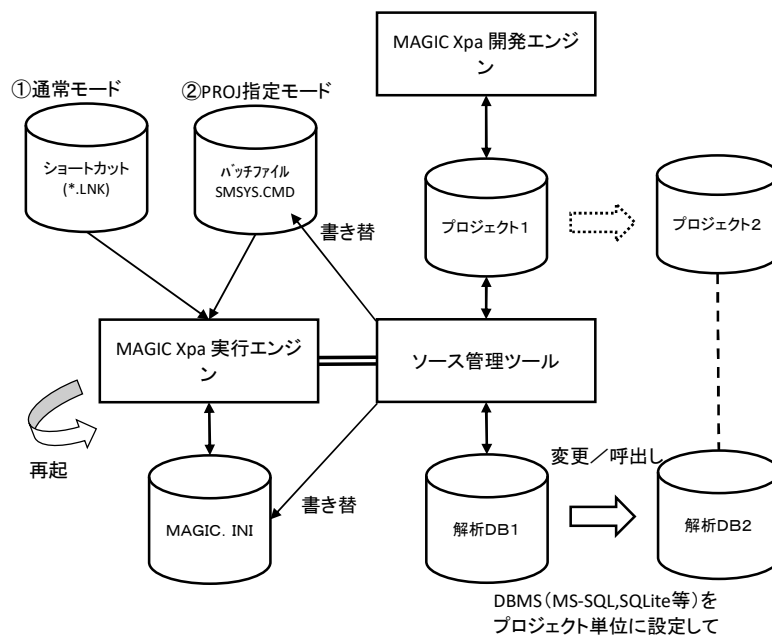 MAGIC Xpa 開発エンジ
ン
①通常モード
②PROJ指定モード
ショートカット
(*.LNK)
バッチファイル
SMSYS.CMD
書き替
プロジェクト1
プロジェクト2
MAGIC Xpa 実行エンジ
ン
ソース管理ツール
再起
変更／呼出し
MAGIC. INI
書き替
解析DB1
解析DB2
DBMS(MS-SQL,SQLite等)を
プロジェクト単位に設定して